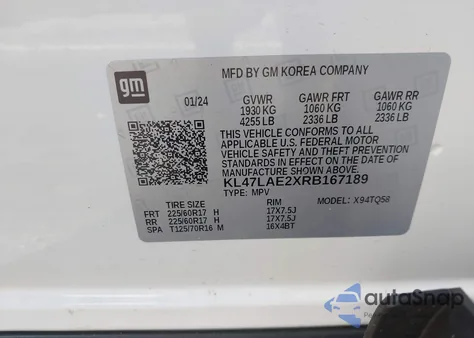 gm
MFD BY GM KOREA COMPANY
01/24 GVWR GAWR FRT GAWR RR
1930 KG 1060 KG 1060 KG
4255 LB 2336 LB 2336 LB
THIS VEHICLE CONFORMS TO ALL
APPLICABLE U.S. FEDERAL MOTOR
VEHICLE SAFETY, BUMPER, AND THEFT
PREVENTION STANDARDS IN EFFECT
ON THE DATE OF MANUFACTURE
SHOWN ABOVE.
KL47LAE2XRB167189
TYPE: MPV MODEL: X94TQ58
TIRE SIZE RIM
FRT 225/60R17 H 17X7.5J
RR 225/60R17 H 17X7.5J
SPA T125/70R16 M 16X4BT
autoSnap